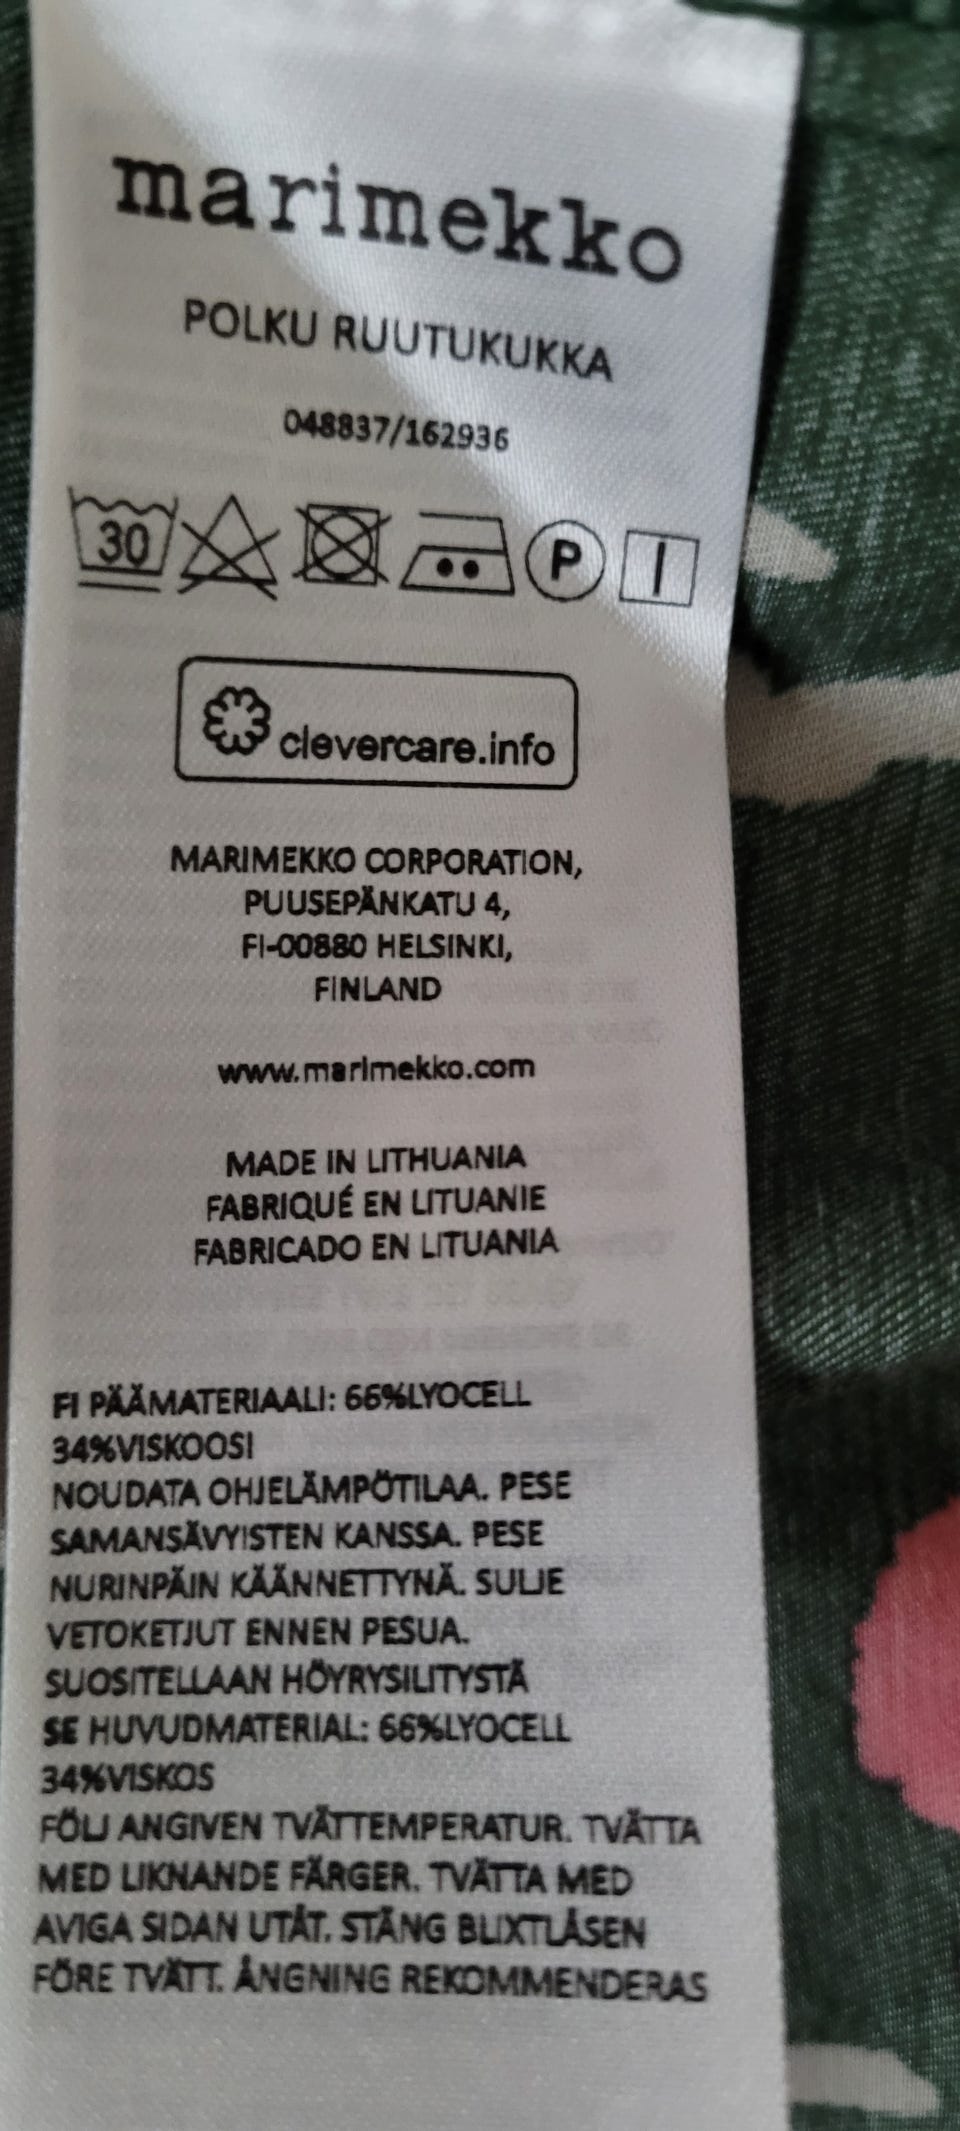 marimekko
POLKU RUUTUKUKKA
048837/162936
30 P
clevercare.info
MARIMEKKO CORPORATION,
PUUSEPÄNKATU 4,
FI-00880 HELSINKI,
FINLAND
www.marimekko.com
MADE IN LITHUANIA
FABRIQUÉ EN LITUANIE
FABRICADO EN LITUANIA
FI PÄÄMATERIAALI: 66%LYOCELL
34%VISKOOSI
NOUDATA OHJELÄMPÖTILAA. PESE
SAMANSÄVYISTEN KANSSA. PESE
NURINPÄIN KÄÄNNETTYNÄ. SULJE
VETOKETJUT ENNEN PESUA.
SUOSITELLAAN HÖYRYSILITYSTÄ
SE HUVUDMATERIAL: 66%LYOCELL
34%VISKOS
FÖLJ ANGIVEN TVÄTTEMPERATUR. TVÄTTA
MED LIKNANDE FÄRGER. TVÄTTA MED
AVIGA SIDAN UTÅT. STÄNG BLIXTLÅSEN
FÖRE TVÄTT. ÅNGNING REKOMMENDERAS